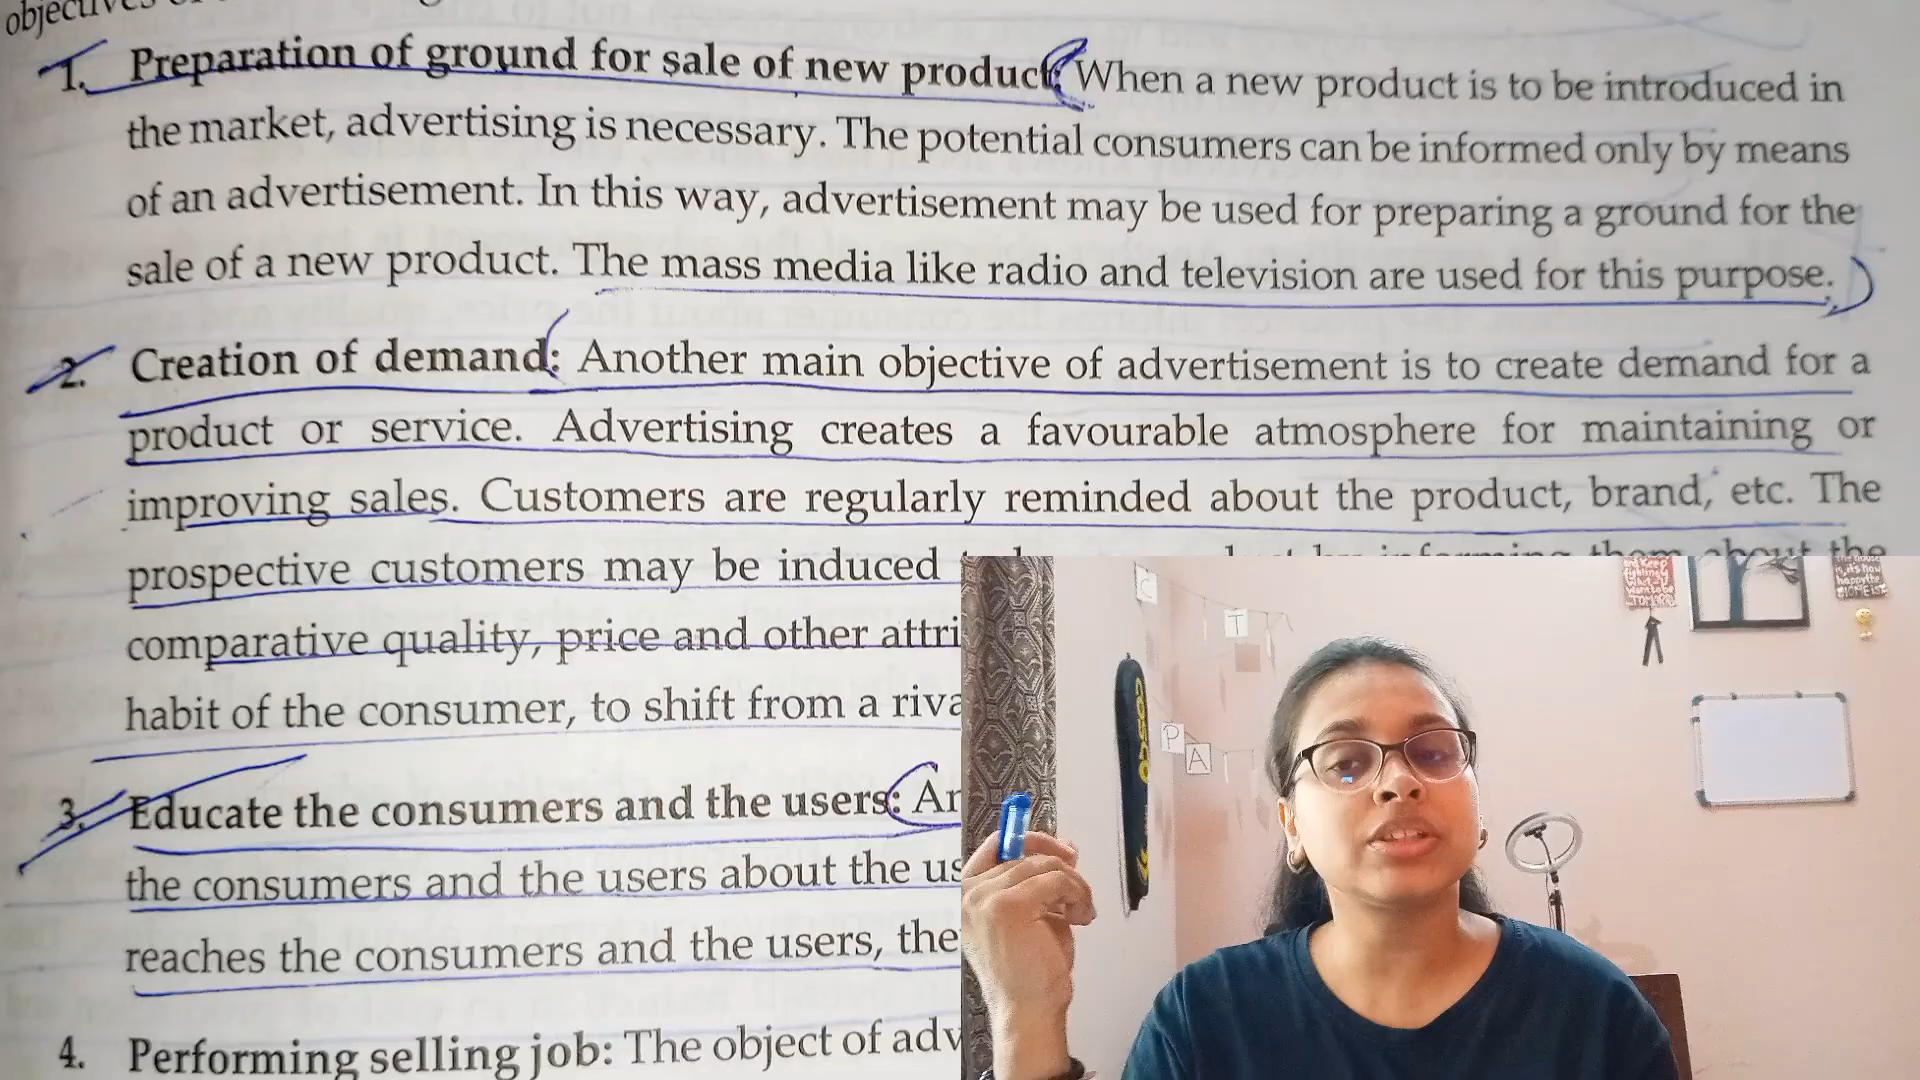 objectives
1. Preparation of ground for sale of new product: When a new product is to be introduced in
the market, advertising is necessary. The potential consumers can be informed only by means
of an advertisement. In this way, advertisement may be used for preparing a ground for the
sale of a new product. The mass media like radio and television are used for this purpose.
2. Creation of demand: Another main objective of advertisement is to create demand for a
product or service. Advertising creates a favourable atmosphere for maintaining or
improving sales. Customers are regularly reminded about the product, brand, etc. The
prospective customers may be induced informing them about the
comparative quality, price and other attri
habit of the consumer, to shift from a riva
3. Educate the consumers and the users: An
the consumers and the users about the us
reaches the consumers and the users, the
4. Performing selling job: The object of adv
C
T
P
A
COSCO